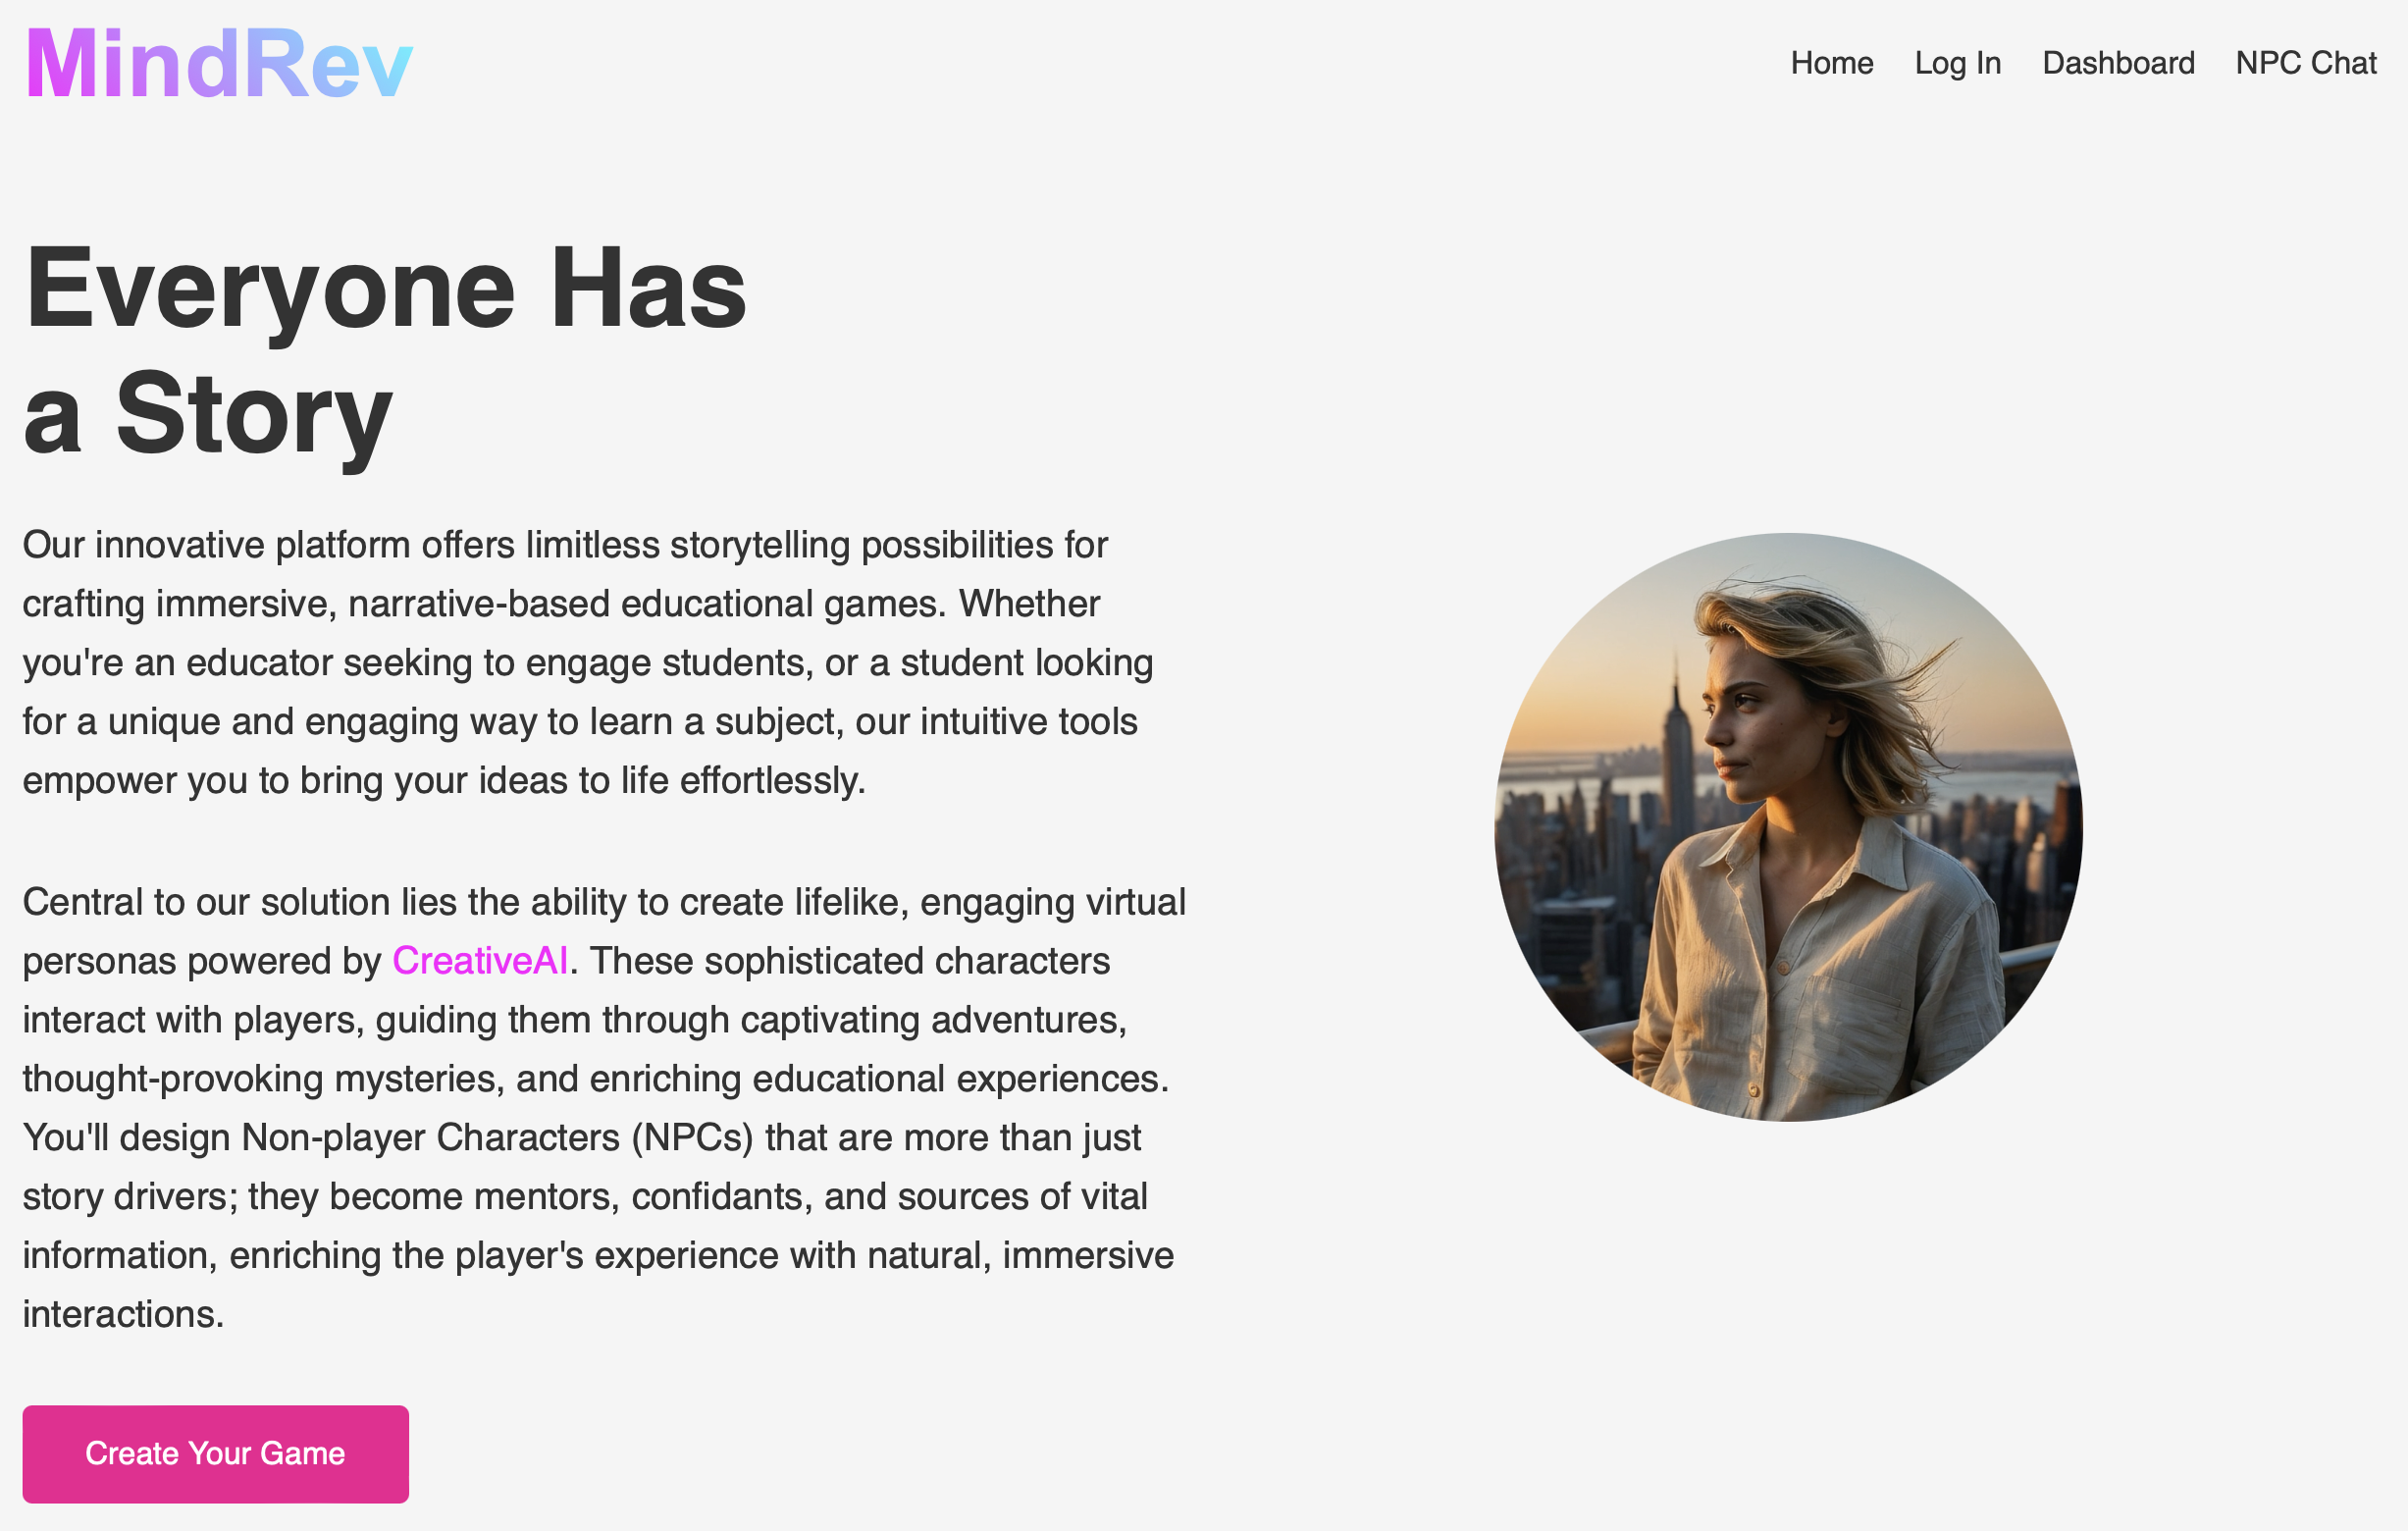 MindRev
Home Log In Dashboard NPC Chat
Everyone Has
a Story
Our innovative platform offers limitless storytelling possibilities for
crafting immersive, narrative-based educational games. Whether
you're an educator seeking to engage students, or a student looking
for a unique and engaging way to learn a subject, our intuitive tools
empower you to bring your ideas to life effortlessly.
Central to our solution lies the ability to create lifelike, engaging virtual
personas powered by CreativeAI. These sophisticated characters
interact with players, guiding them through captivating adventures,
thought-provoking mysteries, and enriching educational experiences.
You'll design Non-player Characters (NPCs) that are more than just
story drivers; they become mentors, confidants, and sources of vital
information, enriching the player's experience with natural, immersive
interactions.
Create Your Game